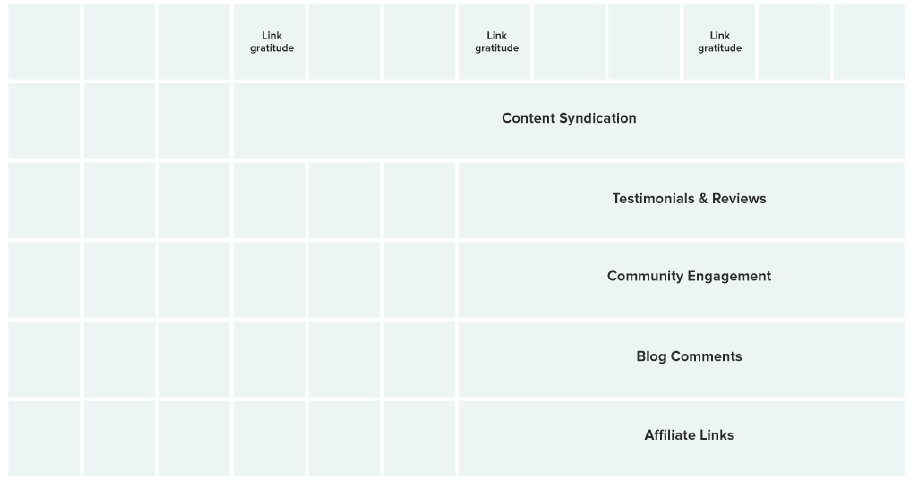 Link
gratitude
Link
gratitude
Link
gratitude
Content Syndication
Testimonials & Reviews
Community Engagement
Blog Comments
Affiliate Links